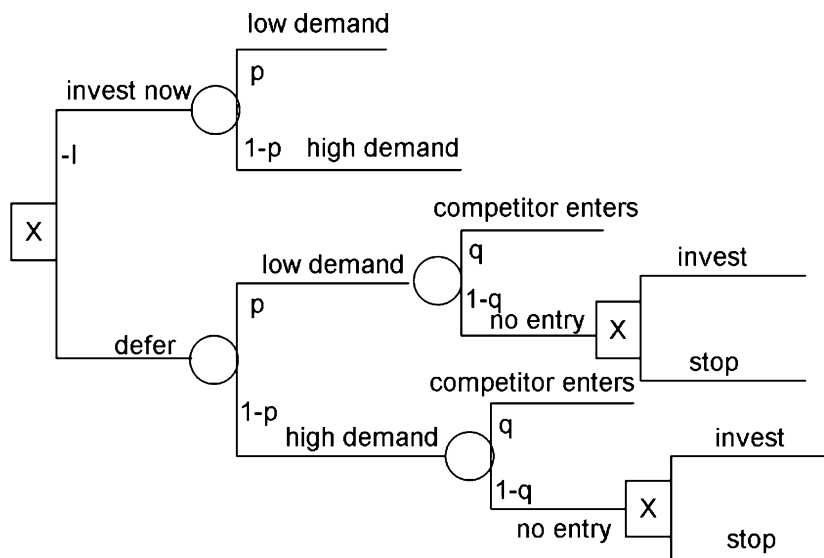 low demand
p
invest now
-I
1-p high demand
X
competitor enters
q
low demand
invest
p
1-q
no entry
X
defer
stop
competitor enters
1-p
q
high demand
invest
1-q
X
no entry
stop